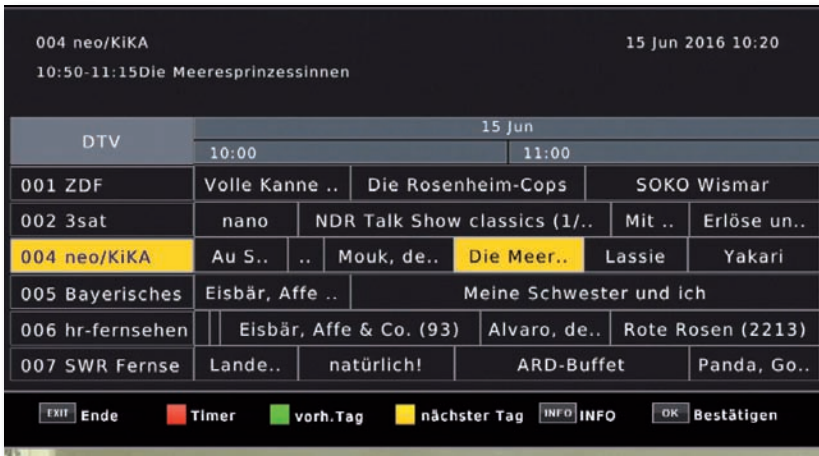 004 neo/KiKA 15 Jun 2016 10:20
10:50-11:15Die Meeresprinzessinnen
DTV 15 Jun
10:00 11:00
001 ZDF Volle Kanne .. Die Rosenheim-Cops SOKO Wismar
002 3sat nano NDR Talk Show classics (1/.. Mit .. Erlöse un..
004 neo/KiKA Au S.. .. Mouk, de.. Die Meer.. Lassie Yakari
005 Bayerisches Eisbär, Affe .. Meine Schwester und ich
006 hr-fernsehen Eisbär, Affe & Co. (93) Alvaro, de.. Rote Rosen (2213)
007 SWR Fernse Lande.. natürlich! ARD-Buffet Panda, Go..
EXIT Ende Timer vorh.Tag nächster Tag INFO INFO OK Bestätigen